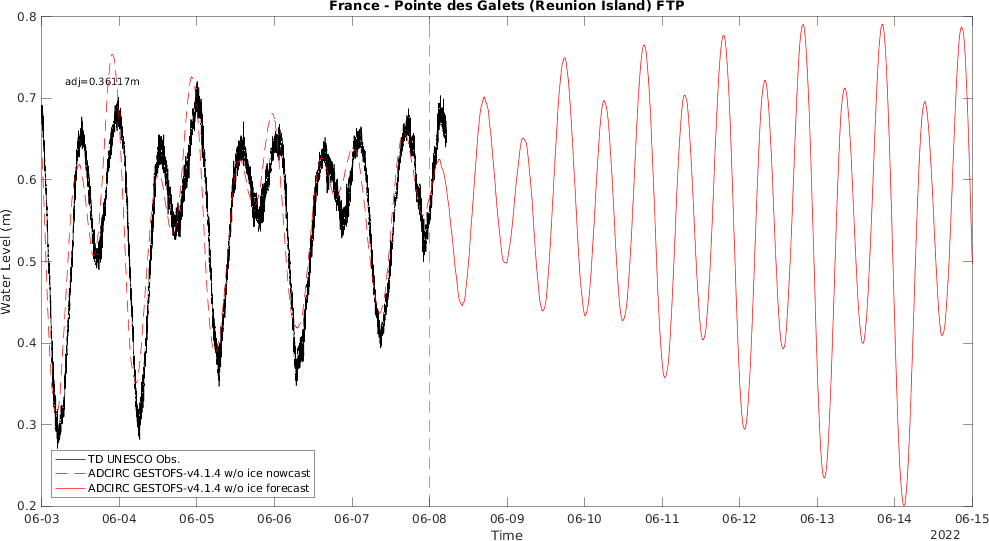 France - Pointe des Galets (Reunion Island) FTP
0.8
adj=0.36117m
0.7
0.6
0.5
0.4
0.3
0.2
Water Level (m)
TD UNESCO Obs.
ADCIRC GESTOFS-v4.1.4 w/o ice nowcast
ADCIRC GESTOFS-v4.1.4 w/o ice forecast
06-03 06-04 06-05 06-06 06-07 06-08 06-09 06-10 06-11 06-12 06-13 06-14 06-15
Time
2022